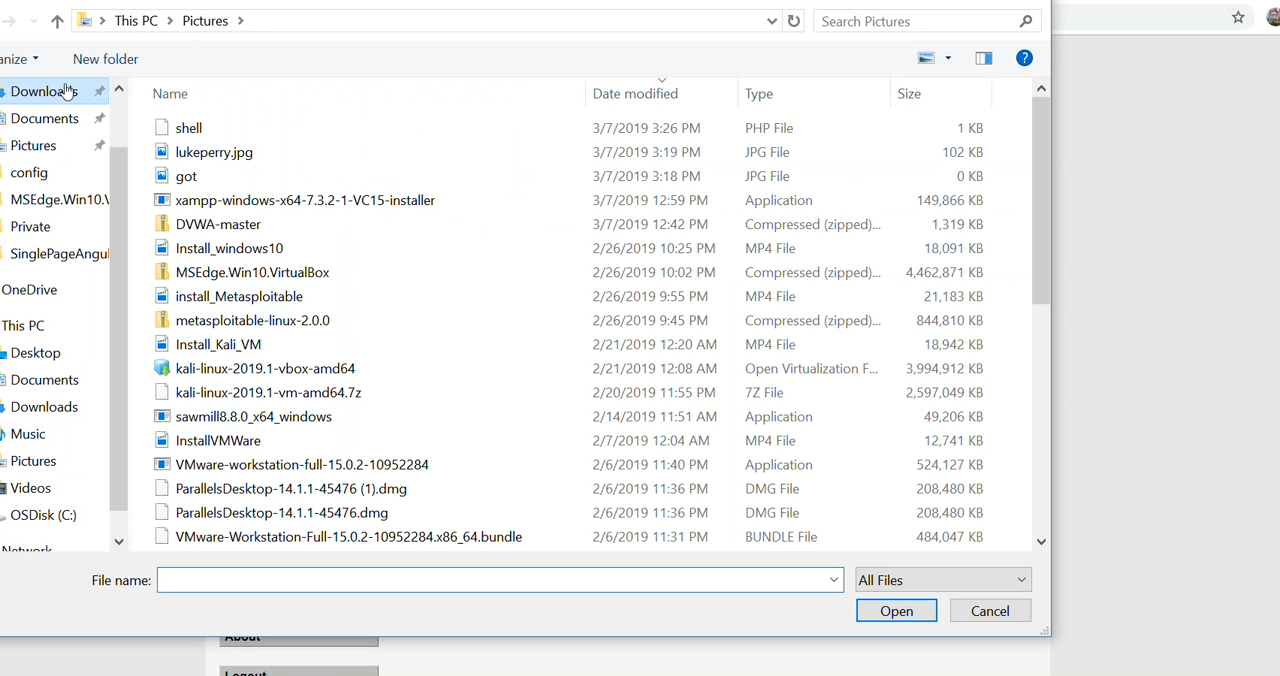 This PC > Pictures >
Search Pictures
anize
New folder
Downloads
Documents
Pictures
config
MSEdge.Win10.V
Private
SinglePageAngul
OneDrive
This PC
Desktop
Documents
Downloads
Music
Pictures
Videos
OSDisk (C:)
Network
Name Date modified Type Size
shell 3/7/2019 3:26 PM PHP File 1 KB
lukeperry.jpg 3/7/2019 3:19 PM JPG File 102 KB
got 3/7/2019 3:18 PM JPG File 0 KB
xampp-windows-x64-7.3.2-1-VC15-installer 3/7/2019 12:59 PM Application 149,866 KB
DVWA-master 3/7/2019 12:42 PM Compressed (zipped)... 1,319 KB
Install_windows10 2/26/2019 10:25 PM MP4 File 18,091 KB
MSEdge.Win10.VirtualBox 2/26/2019 10:02 PM Compressed (zipped)... 4,462,871 KB
install_Metasploitable 2/26/2019 9:55 PM MP4 File 21,183 KB
metasploitable-linux-2.0.0 2/26/2019 9:45 PM Compressed (zipped)... 844,810 KB
Install_Kali_VM 2/21/2019 12:20 AM MP4 File 18,942 KB
kali-linux-2019.1-vbox-amd64 2/21/2019 12:08 AM Open Virtualization F... 3,994,912 KB
kali-linux-2019.1-vm-amd64.7z 2/20/2019 11:55 PM 7Z File 2,597,049 KB
sawmill8.8.0_x64_windows 2/14/2019 11:51 AM Application 49,206 KB
InstallVMWare 2/7/2019 12:04 AM MP4 File 12,741 KB
VMware-workstation-full-15.0.2-10952284 2/6/2019 11:40 PM Application 524,127 KB
ParallelsDesktop-14.1.1-45476 (1).dmg 2/6/2019 11:36 PM DMG File 208,480 KB
ParallelsDesktop-14.1.1-45476.dmg 2/6/2019 11:36 PM DMG File 208,480 KB
VMware-Workstation-Full-15.0.2-10952284.x86_64.bundle 2/6/2019 11:31 PM BUNDLE File 484,047 KB
File name:
All Files
Open Cancel
About
Logout